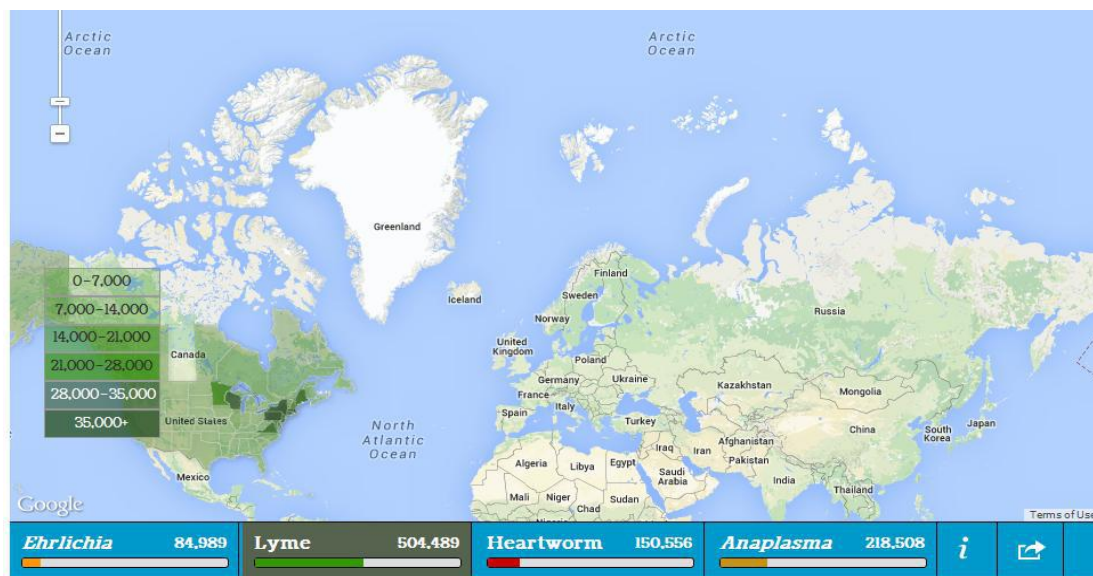 Arctic
Ocean
Arctic
Ocean
Greenland
Iceland
Finland
Sweden
Norway
Russia
United
Kingdom
Poland
Germany
Ukraine
France
Italy
Spain
Turkey
Kazakhstan
Mongolia
China
South
Korea
Japan
Afghanistan
Iraq
Iran
Pakistan
Algeria
Libya
Egypt
Saudi
Arabia
India
Thailand
Mali
Niger
Chad
Sudan
0-7,000
7,000-14,000
14,000-21,000
21,000-28,000
28,000-35,000
35,000+
Canada
United States
Mexico
North
Atlantic
Ocean
Google
Terms of Use
Ehrlichia 84,989
Lyme 504,489
Heartworm 150,556
Anaplasma 218,508
i